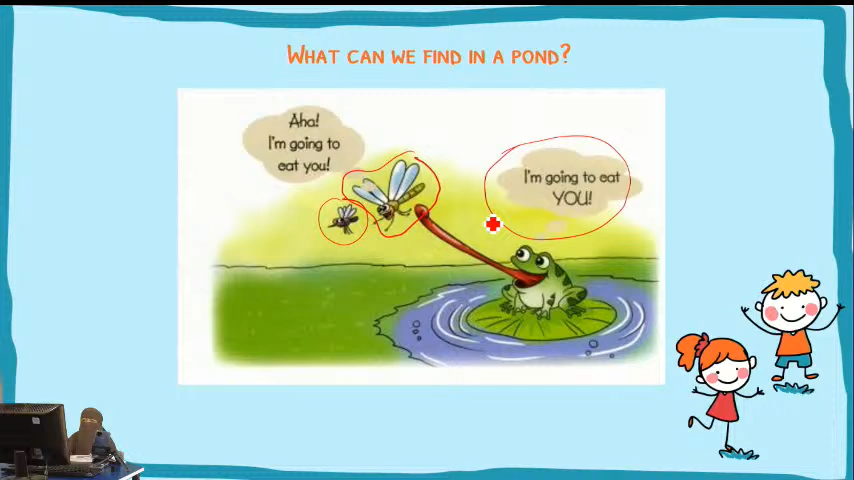 WHAT CAN WE FIND IN A POND?
Aha!
I'm going to
eat you!
I'm going to eat
YOU!